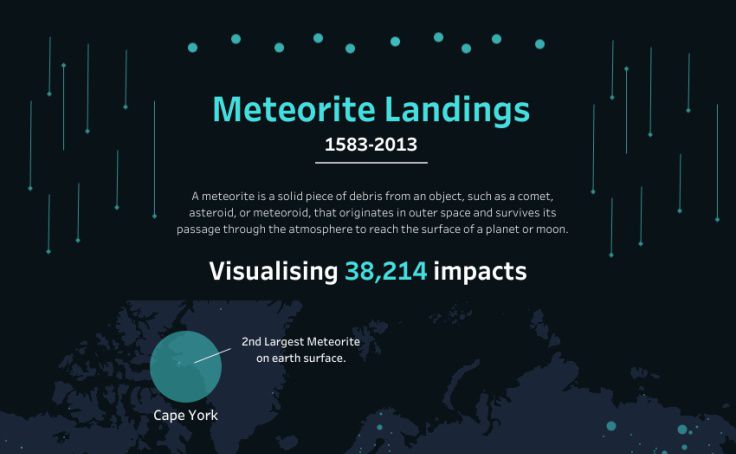 Meteorite Landings
1583-2013
A meteorite is a solid piece of debris from an object, such as a comet,
asteroid, or meteoroid, that originates in outer space and survives its
passage through the atmosphere to reach the surface of a planet or moon.
Visualising 38,214 impacts
2nd Largest Meteorite
on earth surface.
Cape York